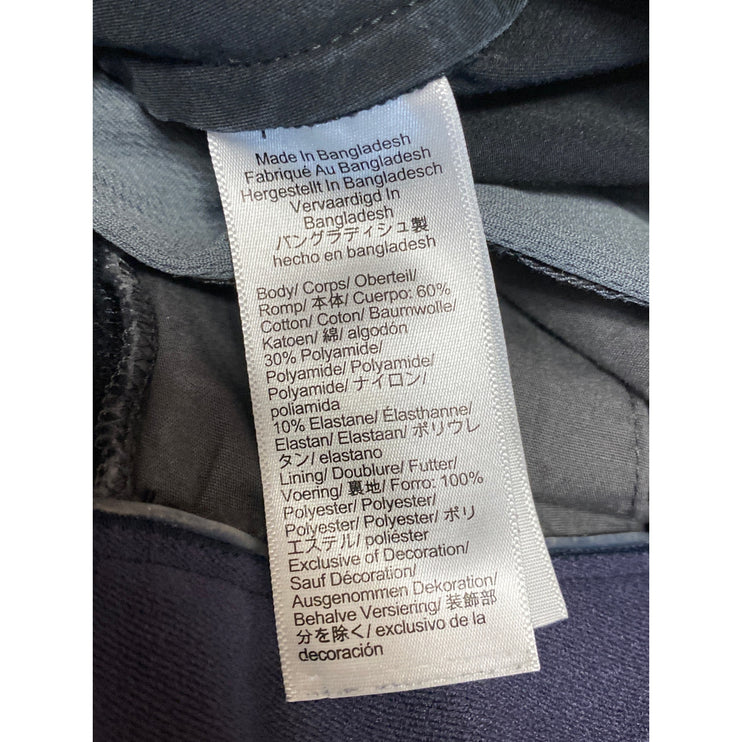 Made In Bangladesh
Fabriqué Au Bangladesh
Hergestellt In Bangladesch
Vervaardigd In
Bangladesh
バングラディシュ製
hecho en bangladesh
Body/ Corps/ Oberteil/
Romp/ 本体/ Cuerpo: 60%
Cotton/ Coton/ Baumwolle/
Katoen/ 綿/ algodón
30% Polyamide/
Polyamide/ Polyamide/
Polyamide/ ナイロン/
poliamida
10% Elastane/ Élasthanne/
Elastan/ Elastaan/ ポリウレ
タン/ elastano
Lining/ Doublure/ Futter/
Voering/ 裏地/ Forro: 100%
Polyester/ Polyester/
Polyester/ Polyester/ ポリ
エステル/ poliéster
Exclusive of Decoration/
Sauf Décoration/
Ausgenommen Dekoration/
Behalve Versiering/ 装飾部
分を除く/ exclusivo de la
decoración